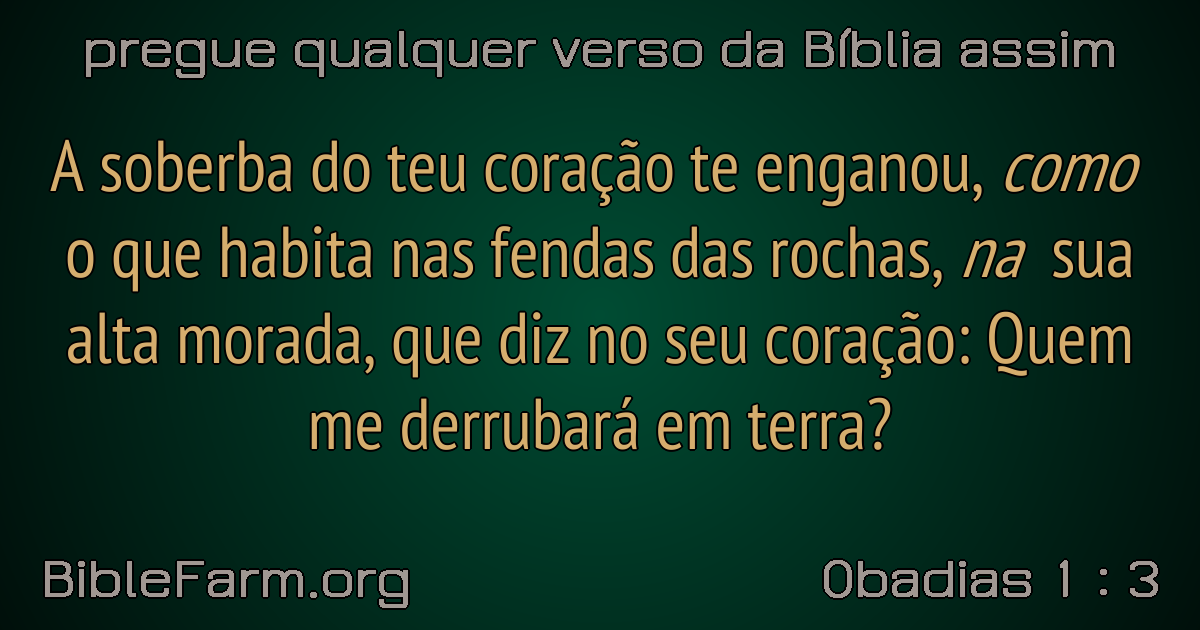 pregue qualquer verso da Bíblia assim
A soberba do teu coração te enganou, como
o que habita nas fendas das rochas, na sua
alta morada, que diz no seu coração: Quem
me derrubará em terra?
BibleFarm.org
Obadias 1 : 3